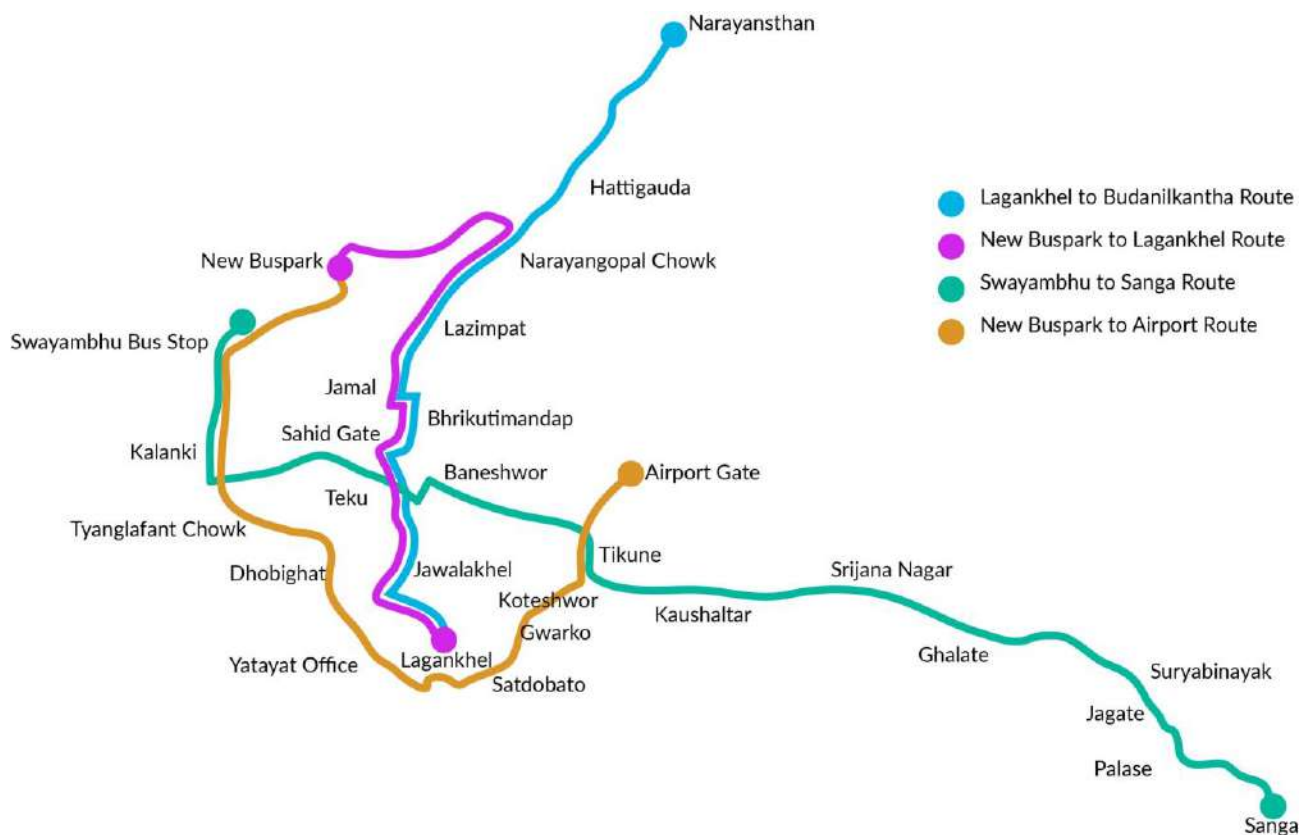 Narayansthan
Hattigauda
Lagankhel to Budanilkantha Route
New Buspark to Lagankhel Route
Swayambhu to Sanga Route
New Buspark to Airport Route
New Buspark
Narayangopal Chowk
Lazimpat
Swayambhu Bus Stop
Jamal
Bhrikutimandap
Sahid Gate
Kalanki
Baneshwor
Airport Gate
Teku
Tyanglafant Chowk
Tikune
Dhobighat
Jawalakhel
Srijana Nagar
Koteshwor
Kaushaltar
Gwarko
Ghalate
Yatayat Office
Lagankhel
Satdobato
Suryabinayak
Jagate
Palase
Sanga